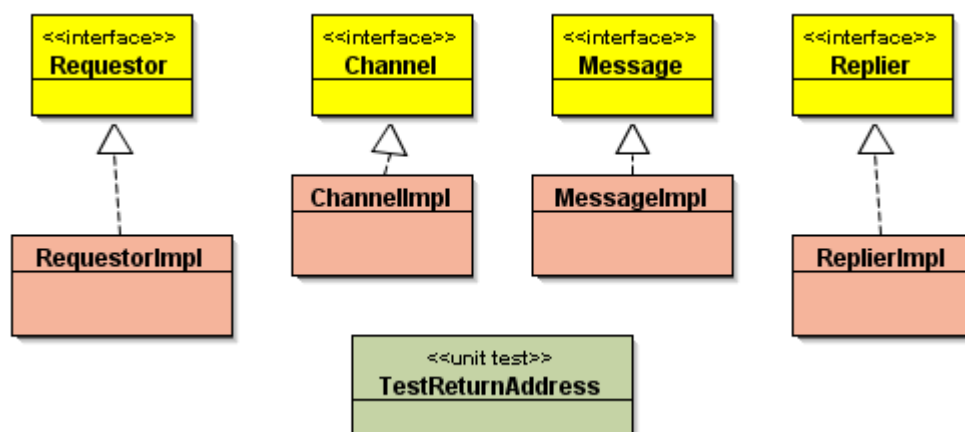 <<interface>>
Requestor
<<interface>>
Channel
<<interface>>
Message
<<interface>>
Replier
ChannelImpl
MessageImpl
RequestorImpl
ReplierImpl
<<unit test>>
TestReturnAddress